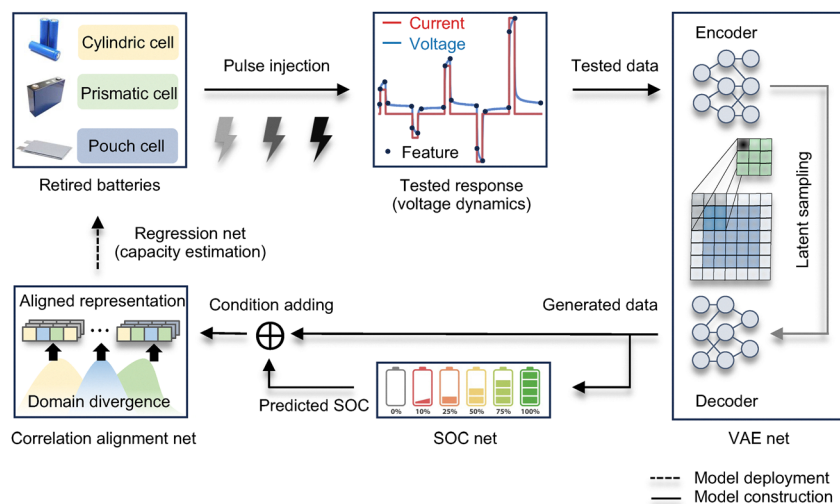 Cylindric cell
Prismatic cell
Pouch cell
Retired batteries
Pulse injection
Current
Voltage
Feature
Tested response
(voltage dynamics)
Tested data
Encoder
Latent sampling
Decoder
VAE net
Generated data
Condition adding
Predicted SOC
0% 10% 25% 50% 75% 100%
SOC net
Regression net
(capacity estimation)
Aligned representation
...
Domain divergence
Correlation alignment net
Model deployment
Model construction